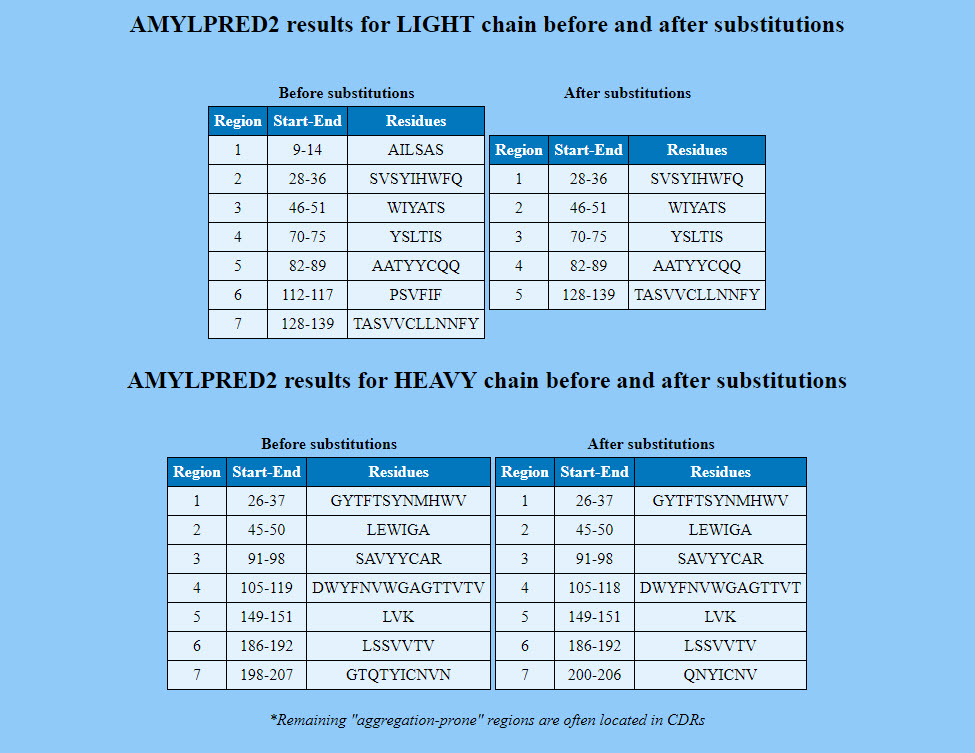 AMYLPRED2 results for LIGHT chain before and after substitutions
Before substitutions
Region Start-End Residues
1 9-14 AILSAS
2 28-36 SVSYIHWFQ
3 46-51 WIYATS
4 70-75 YSLTIS
5 82-89 AATYYCQQ
6 112-117 PSVFIF
7 128-139 TASVVCLLNNFY
After substitutions
Region Start-End Residues
1 28-36 SVSYIHWFQ
2 46-51 WIYATS
3 70-75 YSLTIS
4 82-89 AATYYCQQ
5 128-139 TASVVCLLNNFY
AMYLPRED2 results for HEAVY chain before and after substitutions
Before substitutions
Region Start-End Residues
1 26-37 GYTFTSYNMHWV
2 45-50 LEWIGA
3 91-98 SAVYYCAR
4 105-119 DWYFNVWGAGTTVTV
5 149-151 LVK
6 186-192 LSSVVTV
7 198-207 GTQTYICNVN
After substitutions
Region Start-End Residues
1 26-37 GYTFTSYNMHWV
2 45-50 LEWIGA
3 91-98 SAVYYCAR
4 105-118 DWYFNVWGAGTTVT
5 149-151 LVK
6 186-192 LSSVVTV
7 200-206 QNYICNV
*Remaining "aggregation-prone" regions are often located in CDRs